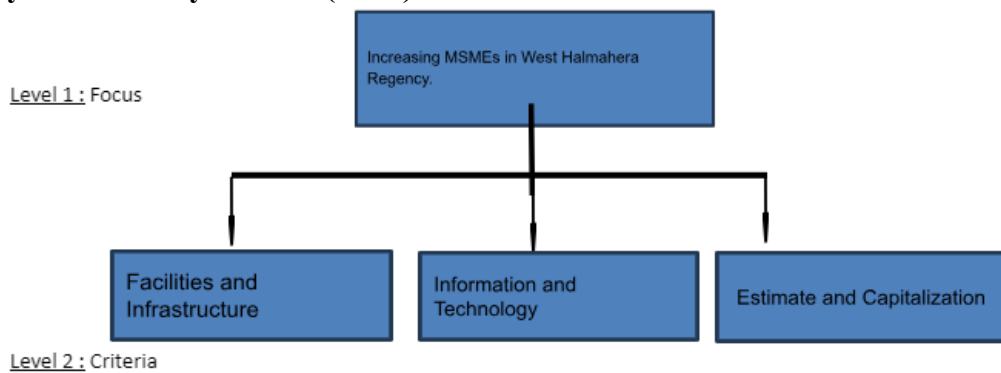 Increasing MSMEs in West Halmahera
Regency.
Level 1 : Focus
Facilities and
Infrastructure
Information and
Technology
Estimate and Capitalization
Level 2 : Criteria